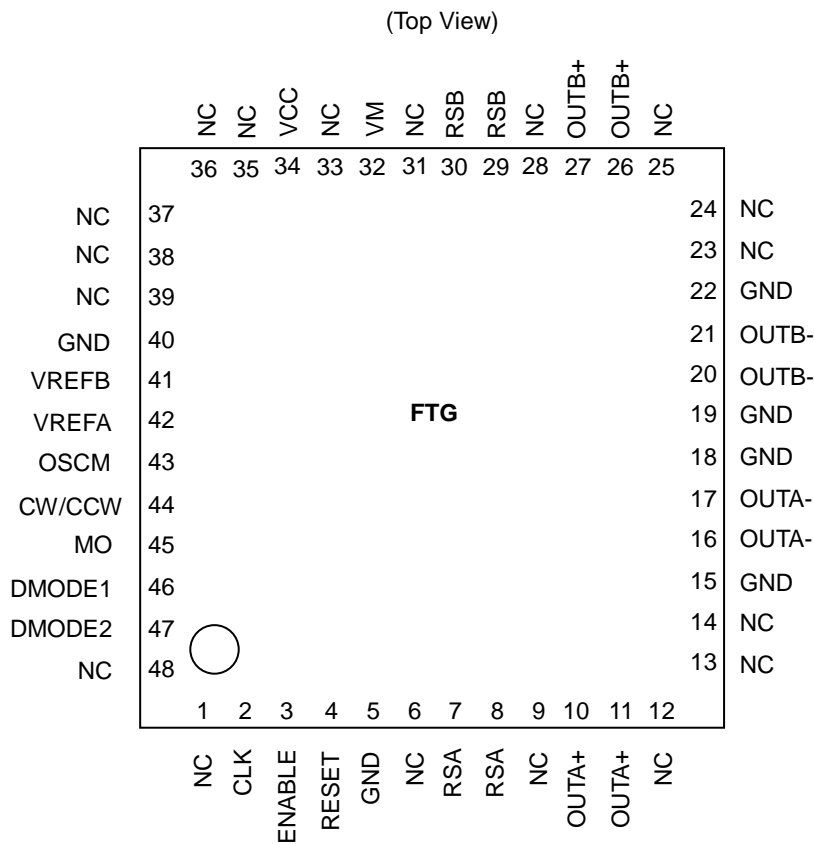 (Top View)
NC NC VCC NC VM NC RSB RSB NC OUTB+ OUTB+ NC
36 35 34 33 32 31 30 29 28 27 26 25
NC 37
NC 38
NC 39
GND 40
VREFB 41
VREFA 42
OSCM 43
CW/CCW 44
MO 45
DMODE1 46
DMODE2 47
NC 48
FTG
24 NC
23 NC
22 GND
21 OUTB-
20 OUTB-
19 GND
18 GND
17 OUTA-
16 OUTA-
15 GND
14 NC
13 NC
1 2 3 4 5 6 7 8 9 10 11 12
NC CLK ENABLE RESET GND NC RSA RSA NC OUTA+ OUTA+ NC